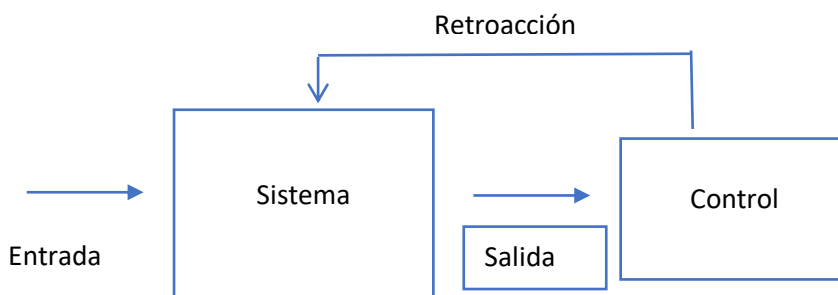 Retroacción
Sistema
Control
Entrada
Salida